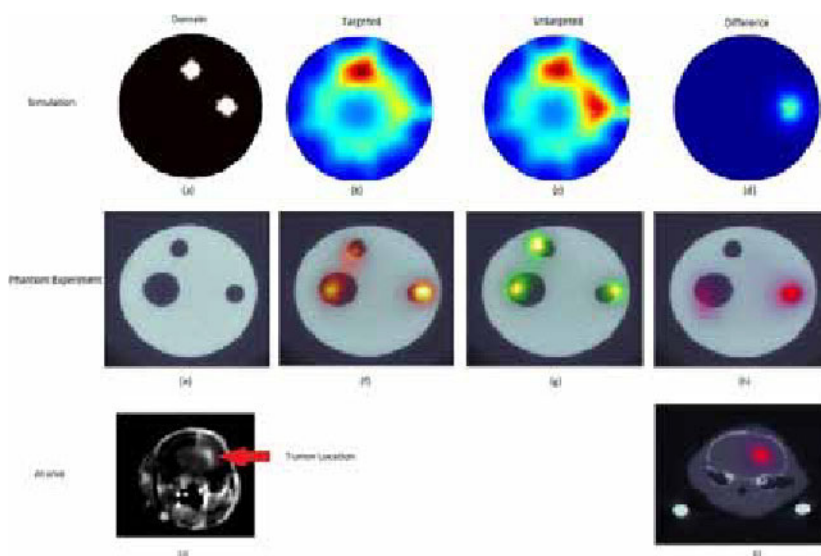 Domain
Targeted
Untargeted
Difference
Simulation
(a)
(b)
(c)
(d)
Phantom Experiment
(e)
(f)
(g)
(h)
Tumor Location